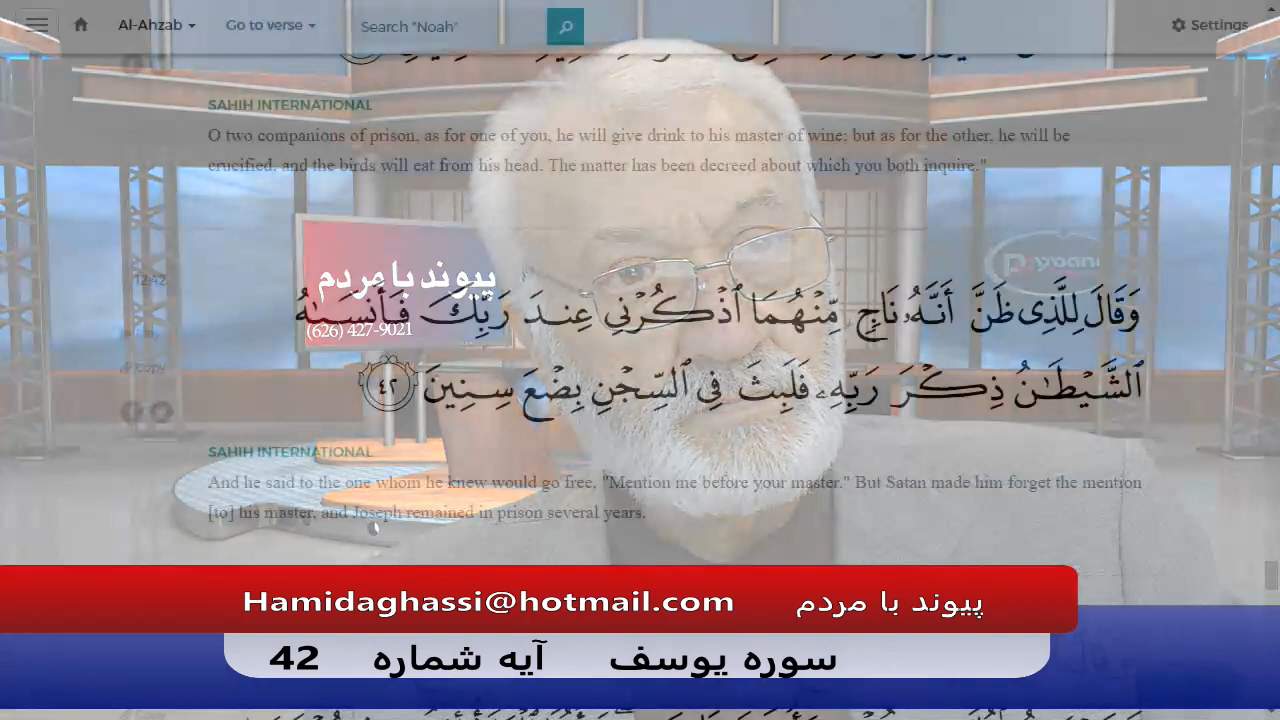 Al-Ahzab
Go to verse
Search "Noah"
Settings
SAHIH INTERNATIONAL
O two companions of prison, as for one of you, he will give drink to his master of wine; but as for the other, he will be
crucified, and the birds will eat from his head. The matter has been decreed about which you both inquire."
پیوند با مردم
(626) 427-9021
12:42
وَقَالَ لِلَّذِى ظَنَّ أَنَّهُۥ نَاجٍ مِّنْهُمَا ٱذْكُرْنِى عِندَ رَبِّكَ فَأَنسَىٰهُ
ٱلشَّيْطَـٰنُ ذِكْرَ رَبِّهِۦ فَلَبِثَ فِى ٱلسِّجْنِ بِضْعَ سِنِينَ ٤٢
Copy
SAHIH INTERNATIONAL
And he said to the one whom he knew would go free, "Mention me before your master." But Satan made him forget the mention
[to] his master, and Joseph remained in prison several years.
Hamidaghassi@hotmail.com پیوند با مردم
سوره یوسف آیه شماره 42